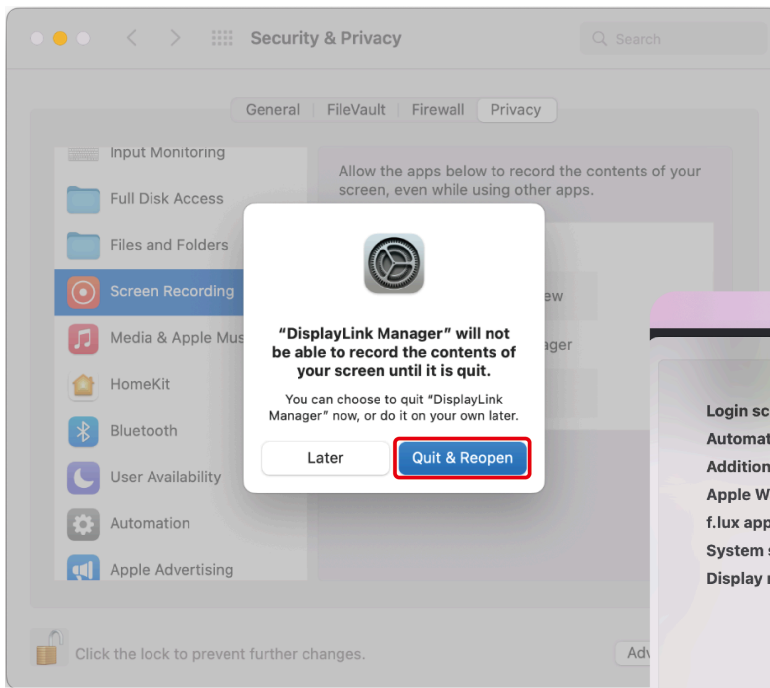 Security & Privacy
Search
General
FileVault
Firewall
Privacy
Input Monitoring
Full Disk Access
Files and Folders
Screen Recording
Media & Apple Mus
HomeKit
Bluetooth
User Availability
Automation
Apple Advertising
Allow the apps below to record the contents of your
screen, even while using other apps.
ew
ager
“DisplayLink Manager” will not
be able to record the contents of
your screen until it is quit.
You can choose to quit “DisplayLink
Manager” now, or do it on your own later.
Later
Quit & Reopen
Click the lock to prevent further changes.
Adv
Login sc
Automat
Addition
Apple W
f.lux app
System s
Display r